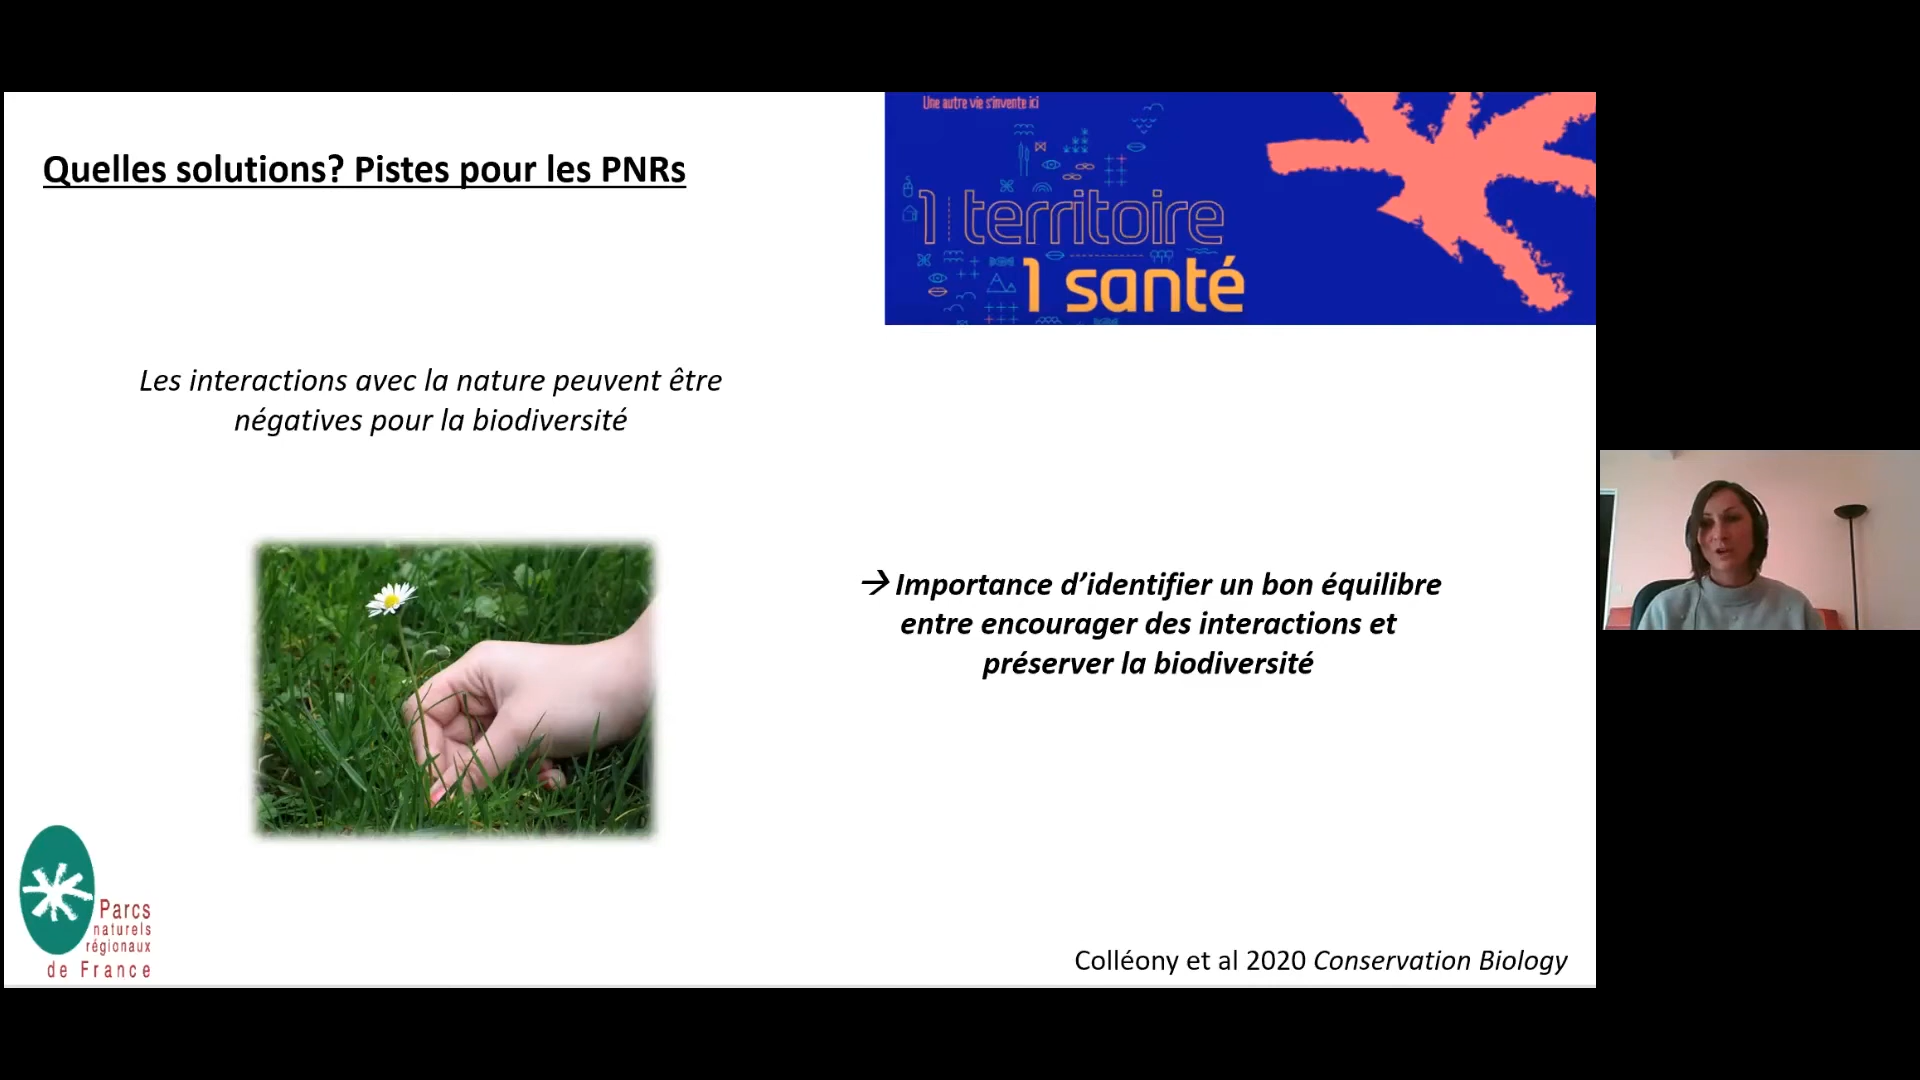 Une autre vie s'invente ici
Quelles solutions? Pistes pour les PNRs
1 territoire
1 santé
Les interactions avec la nature peuvent être
négatives pour la biodiversité
→ Importance d’identifier un bon équilibre
entre encourager des interactions et
préserver la biodiversité
Parcs
naturels
régionaux
de France
Colléony et al 2020 Conservation Biology